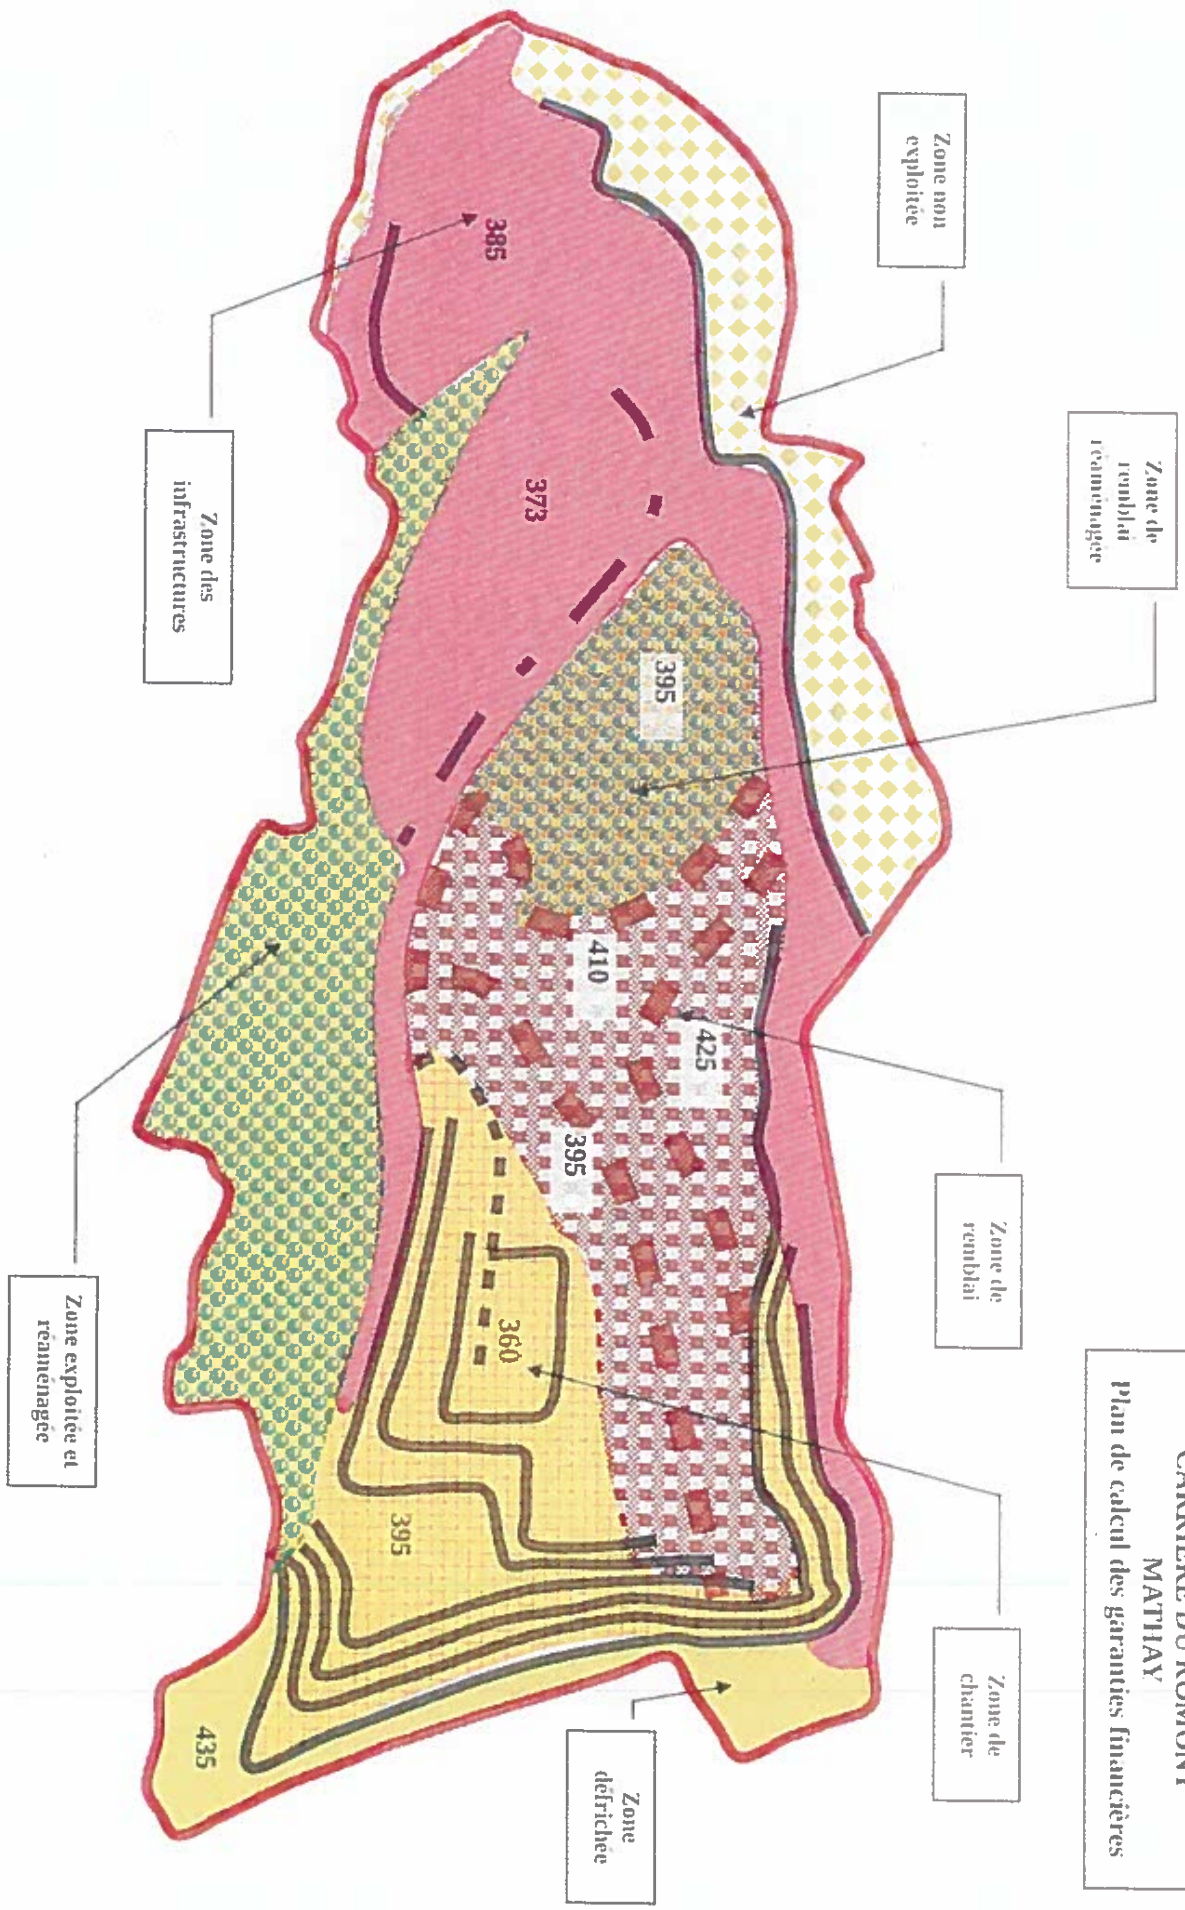 CARRIERE DU ROMONT
MATHAY
Plan de calcul des garanties financières
Zone non
exploitée
Zone de
remblai
réaménagée
Zone de
remblai
Zone de
chantier
Zone des
infrastructures
Zone exploitée et
réaménagée
Zone
défrichée
385
373
395
410
425
395
360
395
435